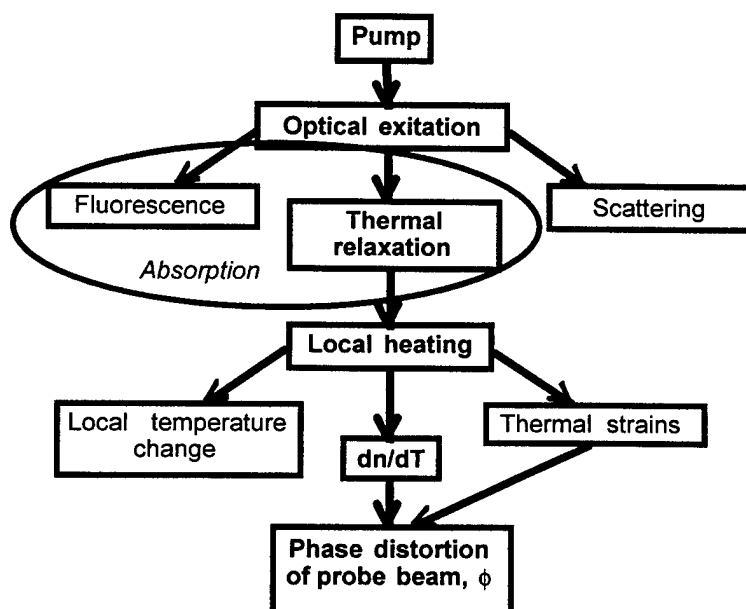 Pump
Optical exitation
Fluorescence
Scattering
Thermal
relaxation
Absorption
Local heating
Local temperature
change
Thermal strains
dn/dT
Phase distortion
of probe beam, ϕ